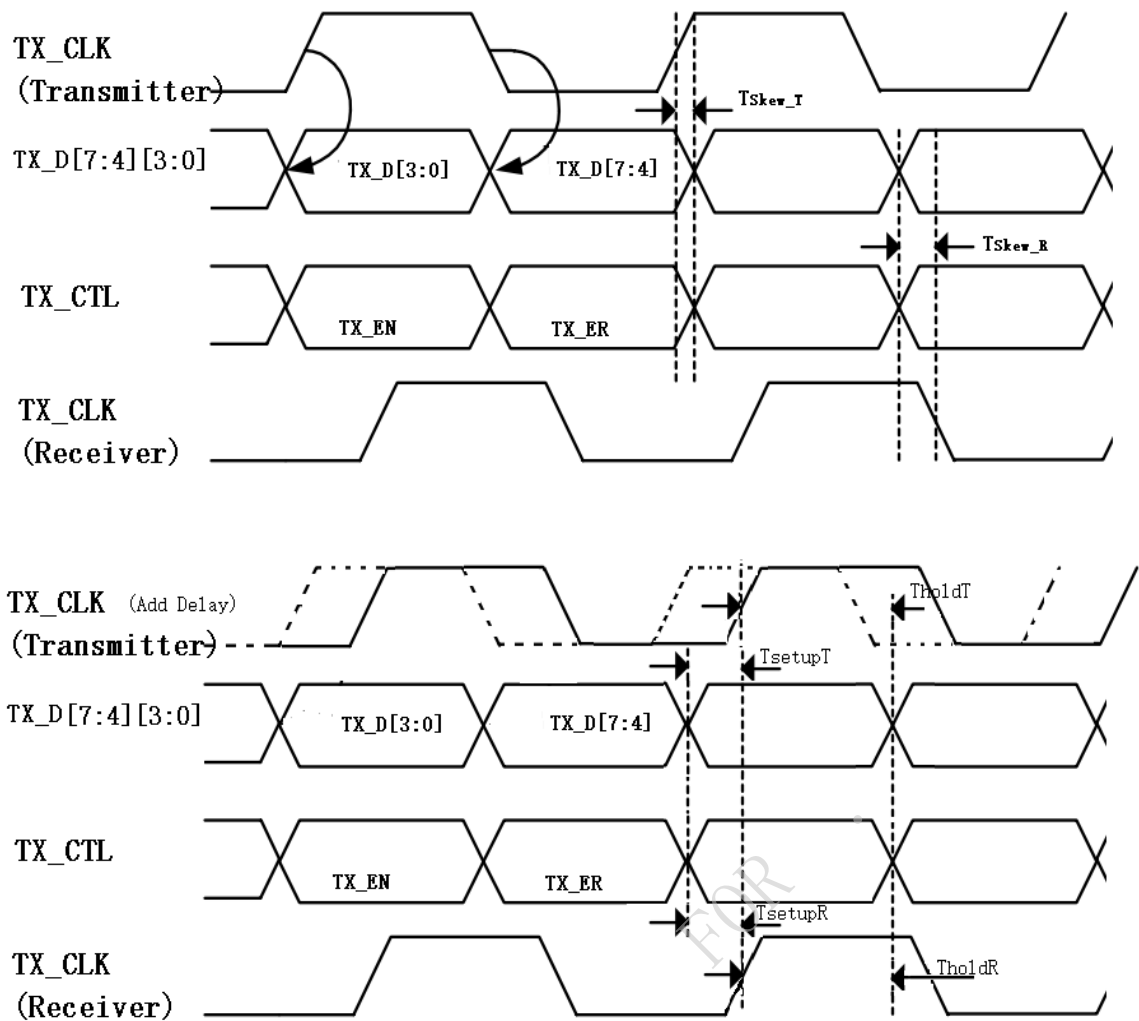 TX_CLK
(Transmitter)
Tskew_T
TX_D[7:4][3:0]
TX_D[3:0]
TX_D[7:4]
Tskew_R
TX_CTL
TX_EN
TX_ER
TX_CLK
(Receiver)
TX_CLK (Add Delay)
(Transmitter)
TholdT
TsetupT
TX_D[7:4][3:0]
TX_D[3:0]
TX_D[7:4]
TX_CTL
TX_EN
TX_ER
FOR
TsetupR
TX_CLK
(Receiver)
TholdR